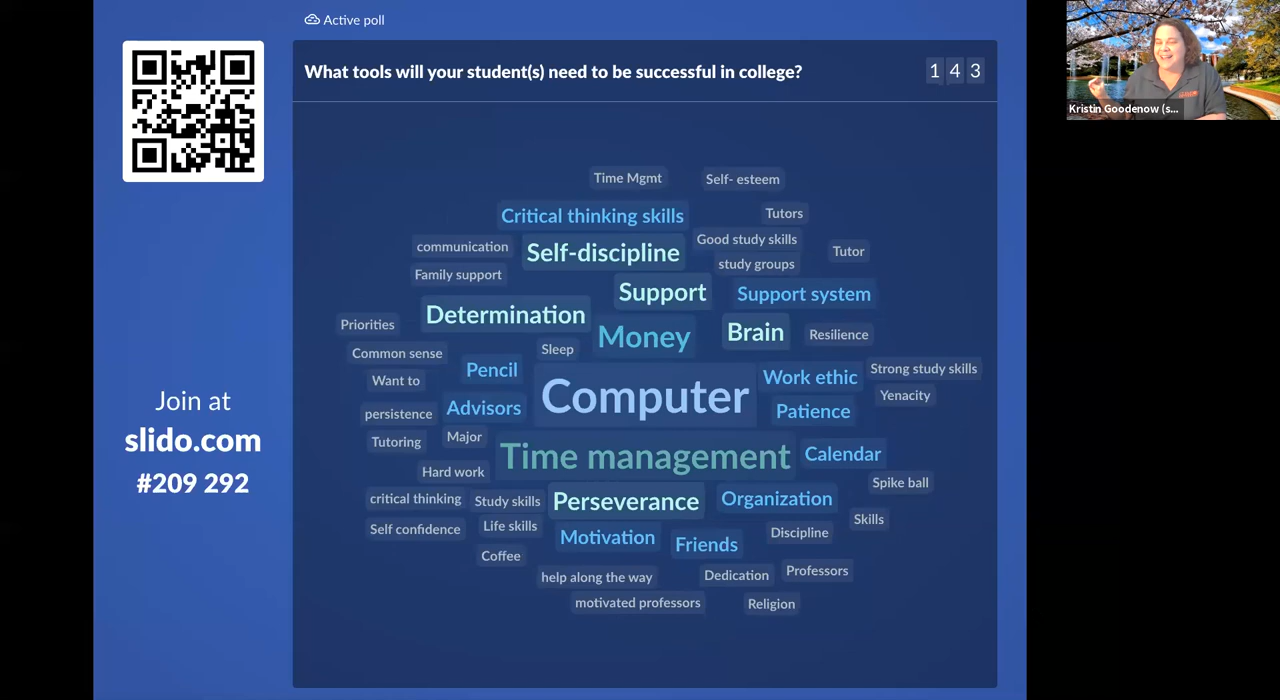 Active poll
What tools will your student(s) need to be successful in college?
1 4 3
Kristin Goodenow (s...
Time Mgmt
Self- esteem
Critical thinking skills
Tutors
communication
Self-discipline
Good study skills
Tutor
study groups
Family support
Support
Support system
Determination
Priorities
Money
Brain
Resilience
Common sense
Sleep
Pencil
Strong study skills
Want to
Computer
Work ethic
Yenacity
persistence
Advisors
Patience
Join at
slido.com
#209 292
Tutoring
Major
Time management
Calendar
Hard work
Spike ball
critical thinking
Study skills
Perseverance
Organization
Self confidence
Life skills
Motivation
Friends
Discipline
Skills
Coffee
help along the way
Dedication
Professors
motivated professors
Religion